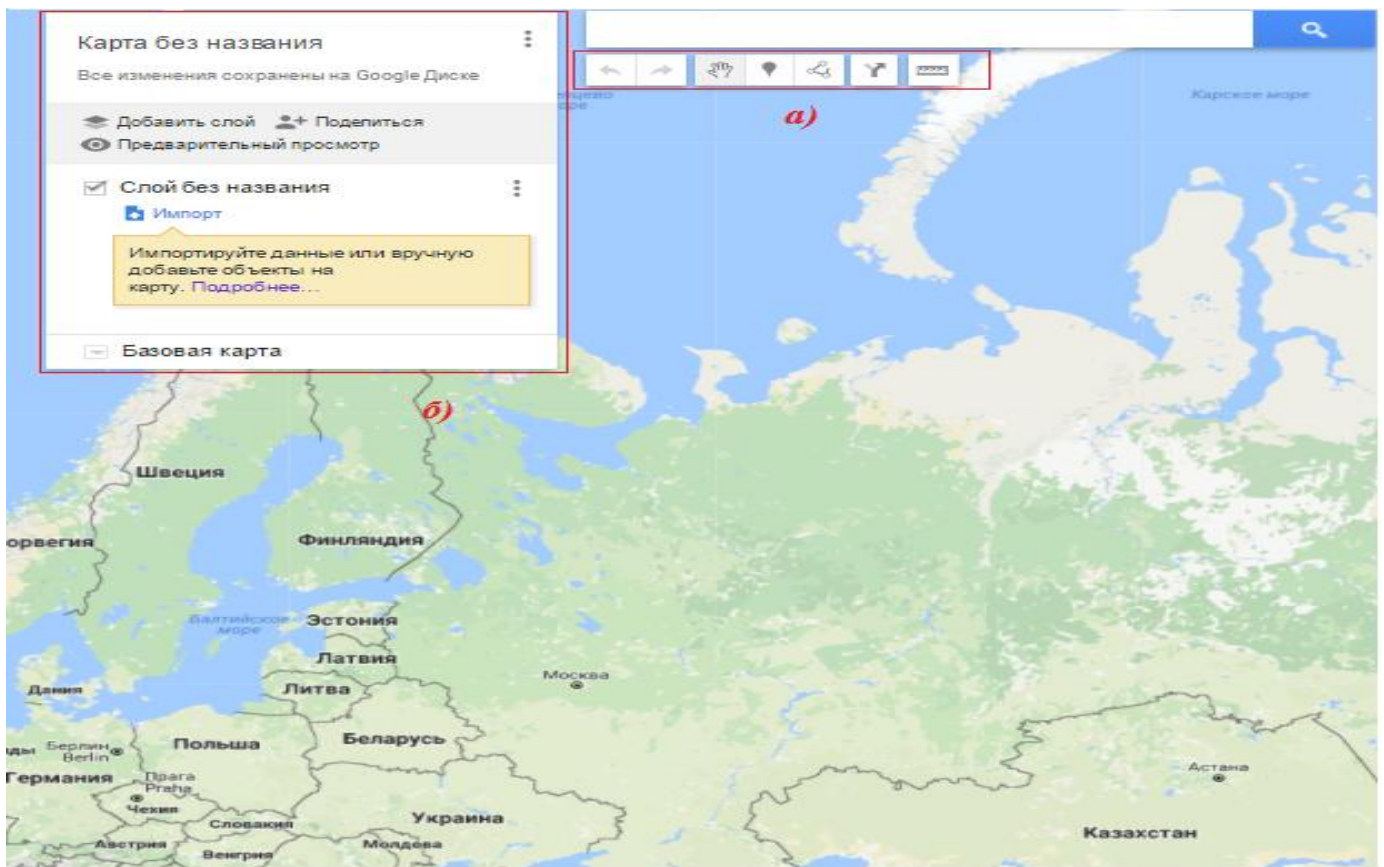 Карта без названия
Все изменения сохранены на Google Диске
Добавить слой Поделиться
Предварительный просмотр
Слой без названия
Импорт
Импортируйте данные или вручную
добавьте объекты на
карту. Подробнее...
Базовая карта
а)
б)
Карское море
Швеция
орвегия
Финляндия
Балтийское
море
Эстония
Латвия
Литва
Дания
Москва
Беларусь
Польша
Берлин
Berlin
Германия
Прага
Praha
Чехия
Словакия
Украина
Австрия
Венгрия
Молдова
Астана
Казахстан